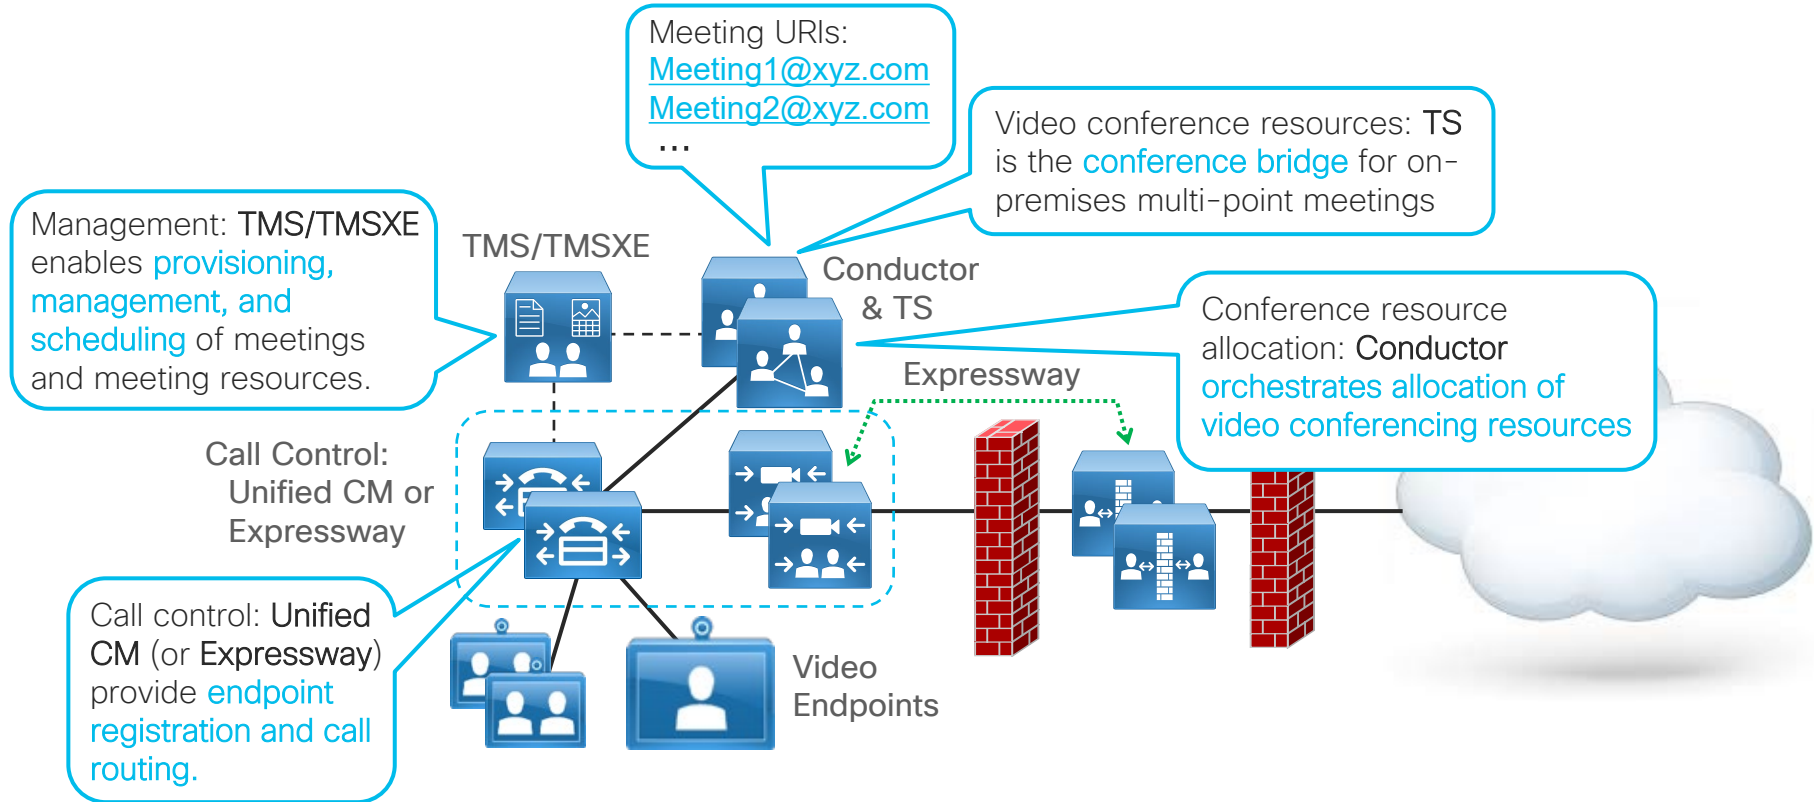 Meeting URIs:
Meeting1@xyz.com
Meeting2@xyz.com
...
Video conference resources: TS
is the conference bridge for on-
premises multi-point meetings
Management: TMS/TMSXE
enables provisioning,
management, and
scheduling of meetings
and meeting resources.
TMS/TMSXE
Conductor
& TS
Conference resource
allocation: Conductor
orchestrates allocation of
video conferencing resources
Expressway
Call Control:
Unified CM or
Expressway
Call control: Unified
CM (or Expressway)
provide endpoint
registration and call
routing.
Video
Endpoints